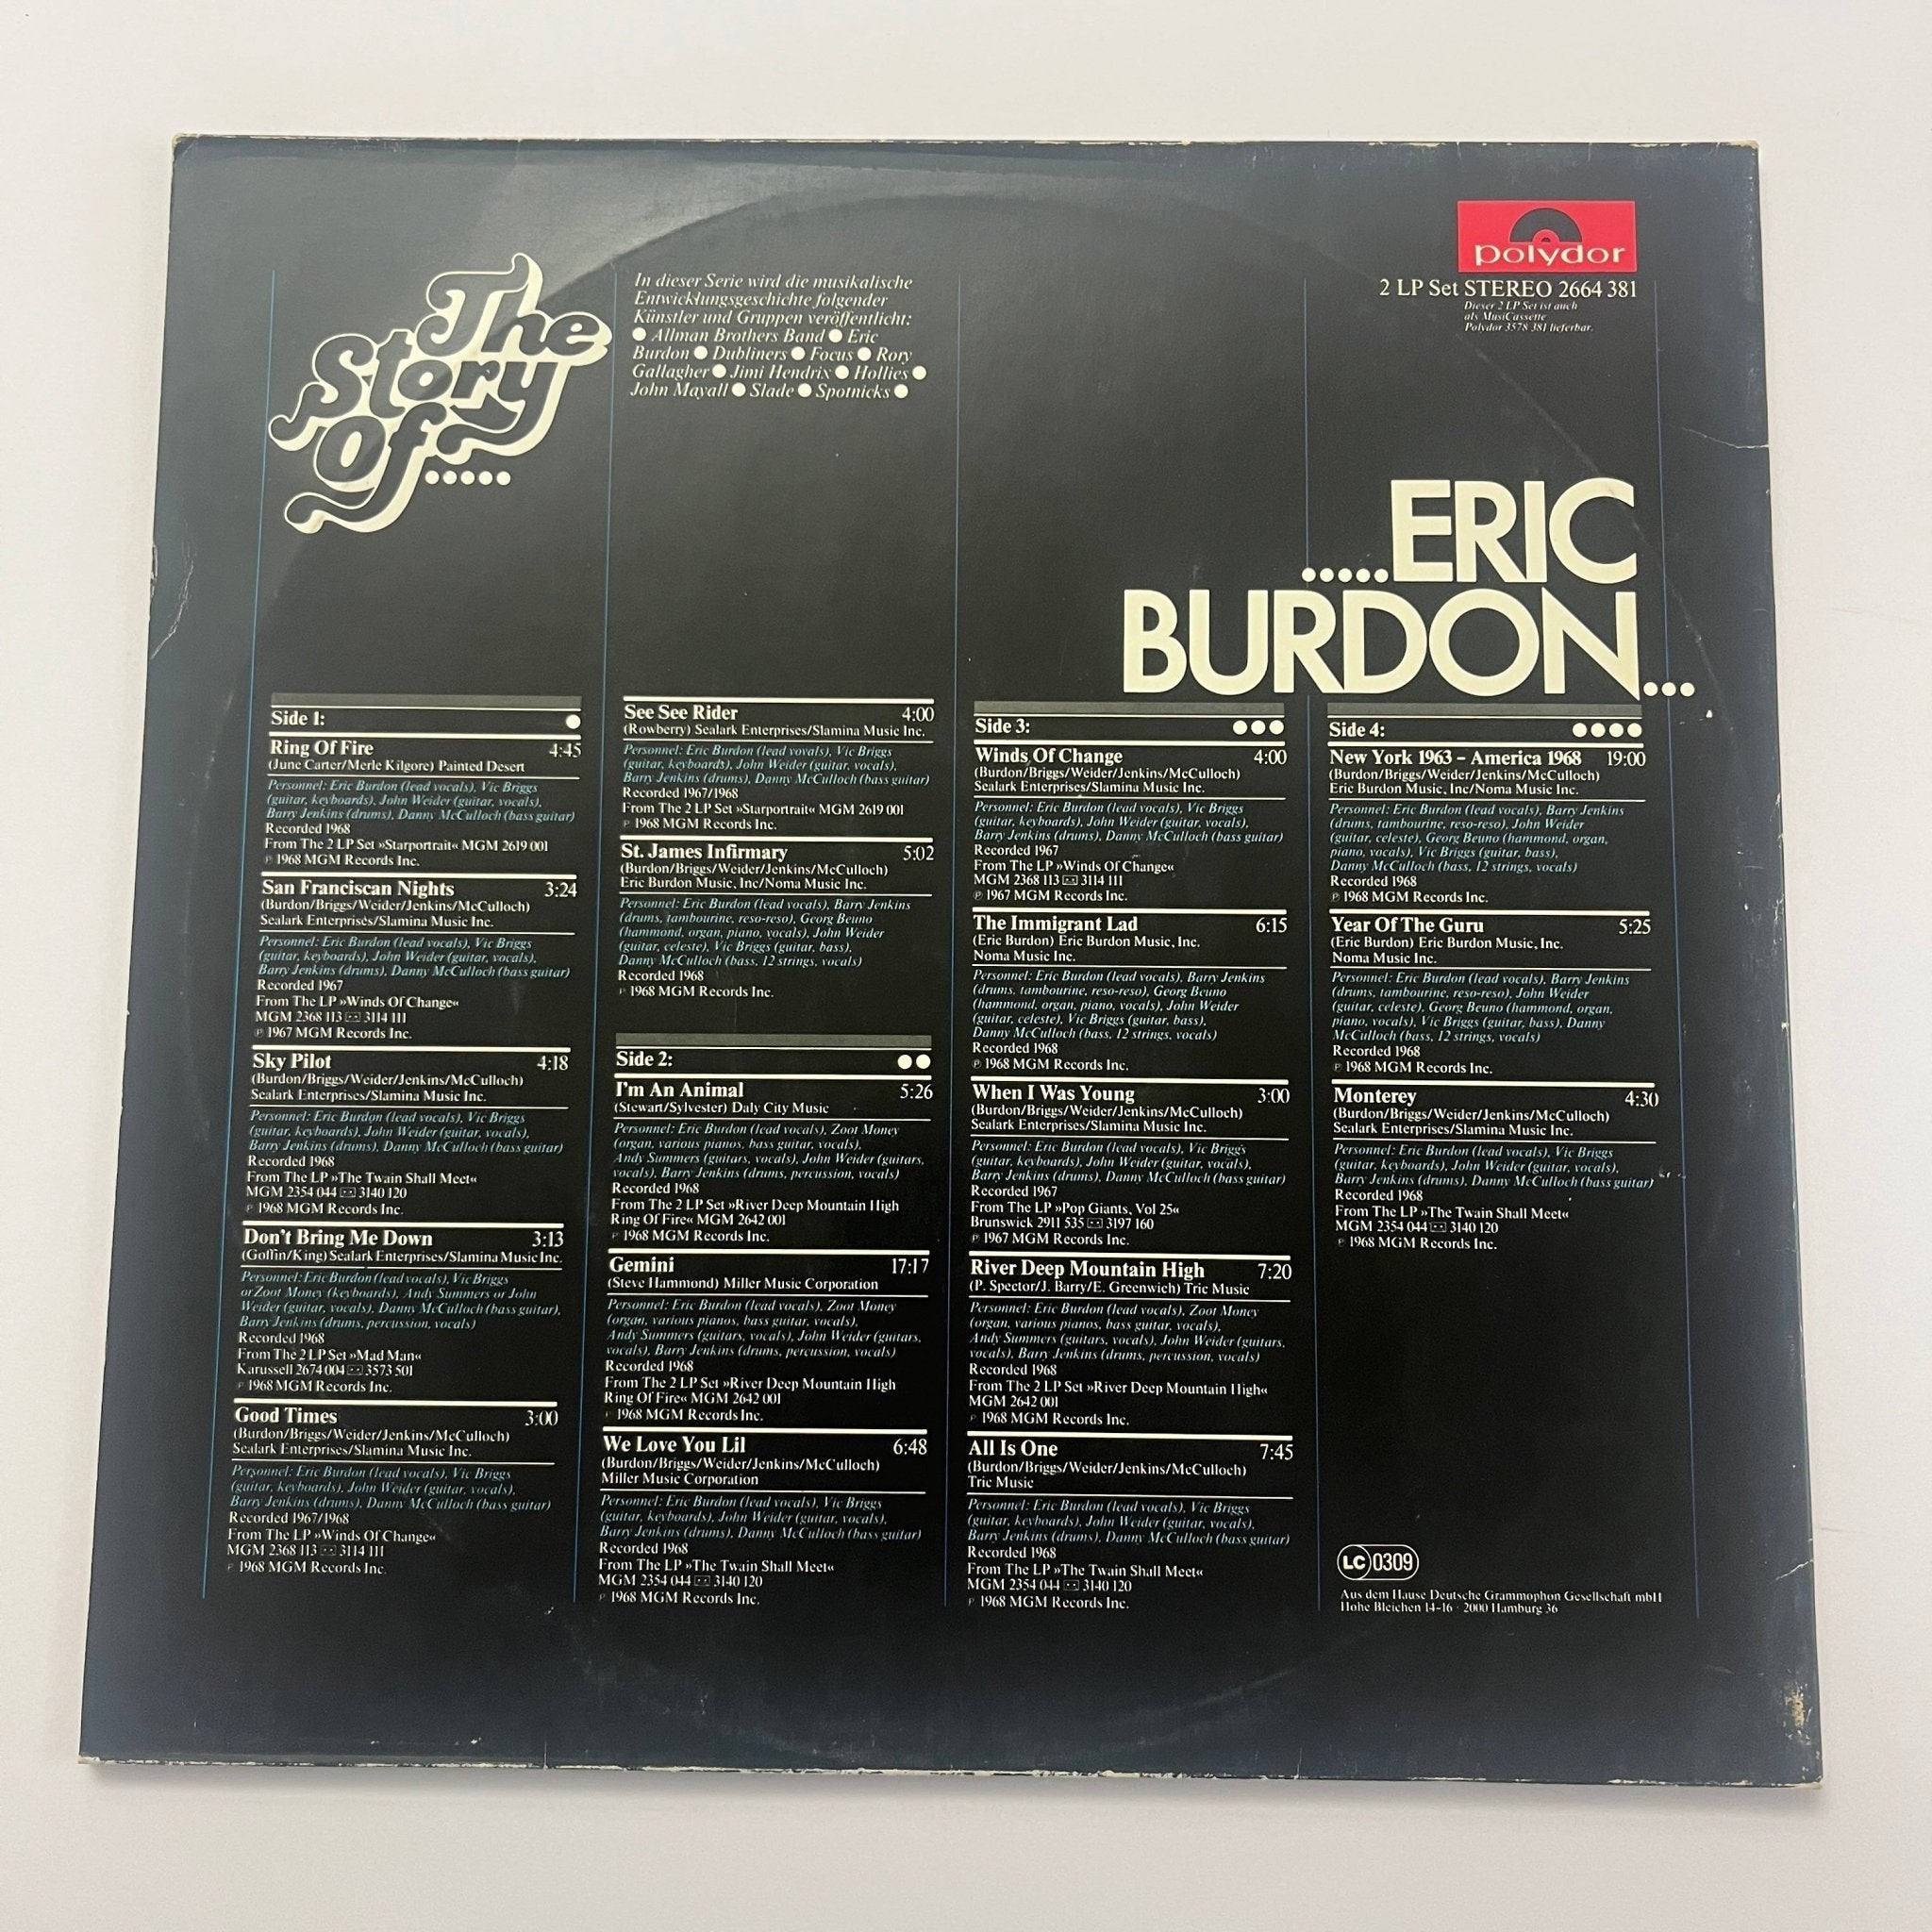 The
Story
Of.....
In dieser Serie wird die musikalische
Entwicklungsgeschichte folgender
Künstler und Gruppen veröffentlicht:
● Allman Brothers Band ● Eric
Burdon ● Dubliners ● Focus ● Rory
Gallagher ● Jimi Hendrix ● Hollies ●
John Mayall ● Slade ● Spotnicks ●
polydor
2 LP Set STEREO 2664 381
Dieser 2 LP Set ist auch
als MusiCassette
Polydor 3578 381 lieferbar.
.....ERIC
BURDON...
Side 1: ●
Ring Of Fire 4:45
(June Carter/Merle Kilgore) Painted Desert
Personnel: Eric Burdon (lead vocals), Vic Briggs
(guitar, keyboards), John Weider (guitar, vocals),
Barry Jenkins (drums), Danny McCulloch (bass guitar)
Recorded 1968
From The 2 LP Set »Starportrait« MGM 2619 001
℗ 1968 MGM Records Inc.
San Franciscan Nights 3:24
(Burdon/Briggs/Weider/Jenkins/McCulloch)
Sealark Enterprises/Slamina Music Inc.
Personnel: Eric Burdon (lead vocals), Vic Briggs
(guitar, keyboards), John Weider (guitar, vocals),
Barry Jenkins (drums), Danny McCulloch (bass guitar)
Recorded 1967
From The LP »Winds Of Change«
MGM 2368 113 3114 111
℗ 1967 MGM Records Inc.
Sky Pilot 4:18
(Burdon/Briggs/Weider/Jenkins/McCulloch)
Sealark Enterprises/Slamina Music Inc.
Personnel: Eric Burdon (lead vocals), Vic Briggs
(guitar, keyboards), John Weider (guitar, vocals),
Barry Jenkins (drums), Danny McCulloch (bass guitar)
Recorded 1968
From The LP »The Twain Shall Meet«
MGM 2354 044 3140 120
℗ 1968 MGM Records Inc.
Don't Bring Me Down 3:13
(Goffin/King) Sealark Enterprises/Slamina Music Inc.
Personnel: Eric Burdon (lead vocals), Vic Briggs
or Zoot Money (keyboards), Andy Summers or John
Weider (guitar, vocals), Danny McCulloch (bass guitar),
Barry Jenkins (drums, percussion, vocals)
Recorded 1968
From The 2 LP Set »Mad Man«
Karussell 2674 004 3573 501
℗ 1968 MGM Records Inc.
Good Times 3:00
(Burdon/Briggs/Weider/Jenkins/McCulloch)
Sealark Enterprises/Slamina Music Inc.
Personnel: Eric Burdon (lead vocals), Vic Briggs
(guitar, keyboards), John Weider (guitar, vocals),
Barry Jenkins (drums), Danny McCulloch (bass guitar)
Recorded 1967/1968
From The LP »Winds Of Change«
MGM 2368 113 3114 111
℗ 1968 MGM Records Inc.
See See Rider 4:00
(Rowberry) Sealark Enterprises/Slamina Music Inc.
Personnel: Eric Burdon (lead vovals), Vic Briggs
(guitar, keyboards), John Weider (guitar, vocals),
Barry Jenkins (drums), Danny McCulloch (bass guitar)
Recorded 1967/1968
From The 2 LP Set »Starportrait« MGM 2619 001
℗ 1968 MGM Records Inc.
St. James Infirmary 5:02
(Burdon/Briggs/Weider/Jenkins/McCulloch)
Eric Burdon Music, Inc/Noma Music Inc.
Personnel: Eric Burdon (lead vocals), Barry Jenkins
(drums, tambourine, reso-reso), Georg Beuno
(hammond, organ, piano, vocals), John Weider
(guitar, celeste), Vic Briggs (guitar, bass),
Danny McCulloch (bass, 12 strings, vocals)
Recorded 1968
℗ 1968 MGM Records Inc.
Side 2: ●●
I'm An Animal 5:26
(Stewart/Sylvester) Daly City Music
Personnel: Eric Burdon (lead vocals), Zoot Money
(organ, various pianos, bass guitar, vocals),
Andy Summers (guitars, vocals), John Weider (guitars,
vocals), Barry Jenkins (drums, percussion, vocals)
Recorded 1968
From The 2 LP Set »River Deep Mountain High
Ring Of Fire« MGM 2642 001
℗ 1968 MGM Records Inc.
Gemini 17:17
(Steve Hammond) Miller Music Corporation
Personnel: Eric Burdon (lead vocals), Zoot Money
(organ, various pianos, bass guitar, vocals),
Andy Summers (guitars, vocals), John Weider (guitars,
vocals), Barry Jenkins (drums, percussion, vocals)
Recorded 1968
From The 2 LP Set »River Deep Mountain High
Ring Of Fire« MGM 2642 001
℗ 1968 MGM Records Inc.
We Love You Lil 6:48
(Burdon/Briggs/Weider/Jenkins/McCulloch)
Miller Music Corporation
Personnel: Eric Burdon (lead vocals), Vic Briggs
(guitar, keyboards), John Weider (guitar, vocals),
Barry Jenkins (drums), Danny McCulloch (bass guitar)
Recorded 1968
From The LP »The Twain Shall Meet«
MGM 2354 044 3140 120
℗ 1968 MGM Records Inc.
Side 3: ●●●
Winds Of Change 4:00
(Burdon/Briggs/Weider/Jenkins/McCulloch)
Sealark Enterprises/Slamina Music Inc.
Personnel: Eric Burdon (lead vocals), Vic Briggs
(guitar, keyboards), John Weider (guitar, vocals),
Barry Jenkins (drums), Danny McCulloch (bass guitar)
Recorded 1967
From The LP »Winds Of Change«
MGM 2368 113 3114 111
℗ 1967 MGM Records Inc.
The Immigrant Lad 6:15
(Eric Burdon) Eric Burdon Music, Inc.
Noma Music Inc.
Personnel: Eric Burdon (lead vocals), Barry Jenkins
(drums, tambourine, reso-reso), Georg Beuno
(hammond, organ, piano, vocals), John Weider
(guitar, celeste), Vic Briggs (guitar, bass),
Danny McCulloch (bass, 12 strings, vocals)
Recorded 1968
℗ 1968 MGM Records Inc.
When I Was Young 3:00
(Burdon/Briggs/Weider/Jenkins/McCulloch)
Sealark Enterprises/Slamina Music Inc.
Personnel: Eric Burdon (lead vocals), Vic Briggs
(guitar, keyboards), John Weider (guitar, vocals),
Barry Jenkins (drums), Danny McCulloch (bass guitar)
Recorded 1967
From The LP »Pop Giants, Vol 25«
Brunswick 2911 535 3197 160
℗ 1967 MGM Records Inc.
River Deep Mountain High 7:20
(P. Spector/J. Barry/E. Greenwich) Tric Music
Personnel: Eric Burdon (lead vocals), Zoot Money
(organ, various pianos, bass guitar, vocals),
Andy Summers (guitars, vocals), John Weider (guitars,
vocals), Barry Jenkins (drums, percussion, vocals)
Recorded 1968
From The 2 LP Set »River Deep Mountain High«
MGM 2642 001
℗ 1968 MGM Records Inc.
All Is One 7:45
(Burdon/Briggs/Weider/Jenkins/McCulloch)
Tric Music
Personnel: Eric Burdon (lead vocals), Vic Briggs
(guitar, keyboards), John Weider (guitar, vocals),
Barry Jenkins (drums), Danny McCulloch (bass guitar)
Recorded 1968
From The LP »The Twain Shall Meet«
MGM 2354 044 3140 120
℗ 1968 MGM Records Inc.
Side 4: ●●●●
New York 1963 – America 1968 19:00
(Burdon/Briggs/Weider/Jenkins/McCulloch)
Eric Burdon Music, Inc/Noma Music Inc.
Personnel: Eric Burdon (lead vocals), Barry Jenkins
(drums, tambourine, reso-reso), John Weider
(guitar, celeste), Georg Beuno (hammond, organ,
piano, vocals), Vic Briggs (guitar, bass),
Danny McCulloch (bass, 12 strings, vocals)
Recorded 1968
℗ 1968 MGM Records Inc.
Year Of The Guru 5:25
(Eric Burdon) Eric Burdon Music, Inc.
Noma Music Inc.
Personnel: Eric Burdon (lead vocals), Barry Jenkins
(drums, tambourine, reso-reso), John Weider
(guitar, celeste), Georg Beuno (hammond, organ,
piano, vocals), Vic Briggs (guitar, bass), Danny
McCulloch (bass, 12 strings, vocals)
Recorded 1968
℗ 1968 MGM Records Inc.
Monterey 4:30
(Burdon/Briggs/Weider/Jenkins/McCulloch)
Sealark Enterprises/Slamina Music Inc.
Personnel: Eric Burdon (lead vocals), Vic Briggs
(guitar, keyboards), John Weider (guitar, vocals),
Barry Jenkins (drums), Danny McCulloch (bass guitar)
Recorded 1968
From The LP »The Twain Shall Meet«
MGM 2354 044 3140 120
℗ 1968 MGM Records Inc.
LC 0309
Aus dem Hause Deutsche Grammophon Gesellschaft mbH
Hohe Bleichen 14-16 · 2000 Hamburg 36